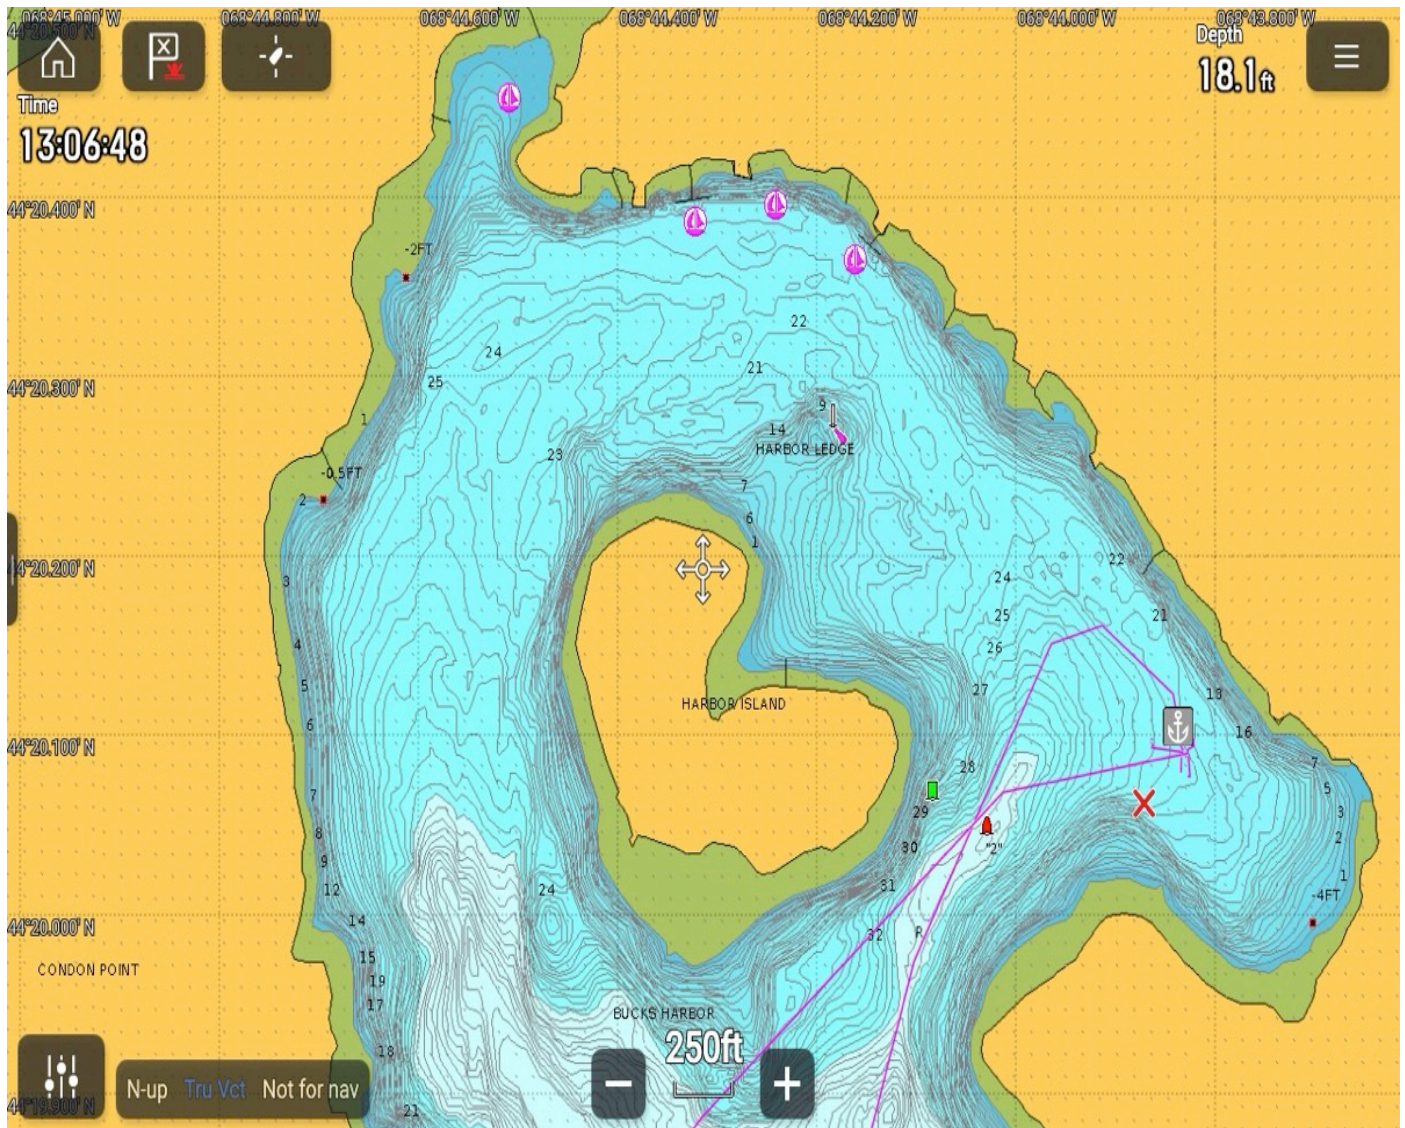 068°45.000' W 068°44.800' W 068°44.600' W 068°44.400' W 068°44.200' W 068°44.000' W 068°43.800' W
44°20.500' N
Depth
18.1 ft
Time
13:06:48
44°20.400' N
-2FT
22
24
21
44°20.300' N
25
9
1
14
HARBOR LEDGE
23
-0.5FT
7
2
6
1
22
44°20.200' N
3
24
25
21
4
26
5
27
13
HARBOR ISLAND
6
16
44°20.100' N
7
28
5
7
29
3
8
"2"
2
30
9
1
12
24
31
-4FT
14
44°20.000' N
32
R
15
CONDON POINT
19
17
BUCKS HARBOR
250ft
18
N-up Tru Vct Not for nav
44°19.900' N
21